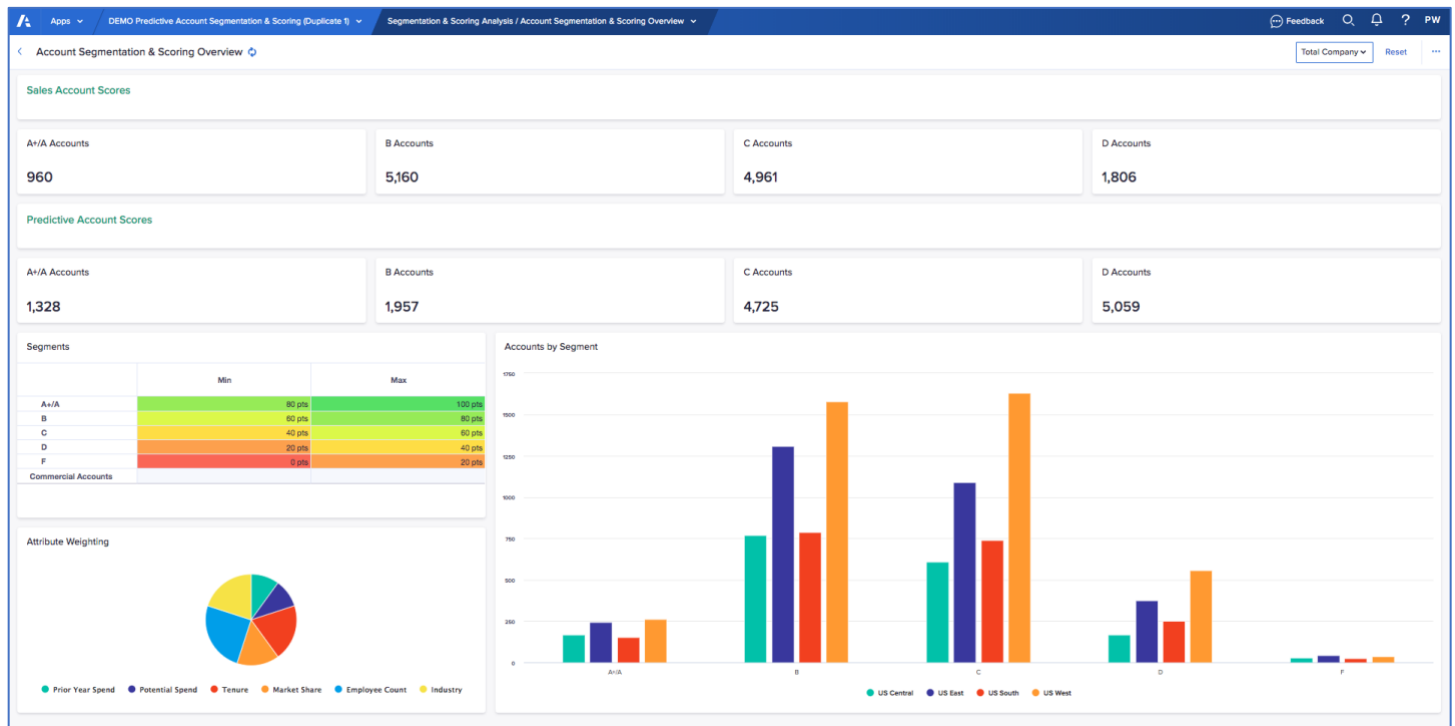 Apps DEMO Predictive Account Segmentation & Scoring (Duplicate 1) Segmentation & Scoring Analysis / Account Segmentation & Scoring Overview Feedback ? PW
Account Segmentation & Scoring Overview Total Company Reset ...
Sales Account Scores
A+/A Accounts B Accounts C Accounts D Accounts
960 5,160 4,961 1,806
Predictive Account Scores
A+/A Accounts B Accounts C Accounts D Accounts
1,328 1,957 4,725 5,059
Segments
Min Max
A+/A 80 pts 100 pts
B 60 pts 80 pts
C 40 pts 60 pts
D 20 pts 40 pts
F 0 pts 20 pts
Commercial Accounts
Attribute Weighting
Prior Year Spend Potential Spend Tenure Market Share Employee Count Industry
Accounts by Segment
1750
1500
1250
1000
750
500
250
0
A+/A B C D F
US Central US East US South US West